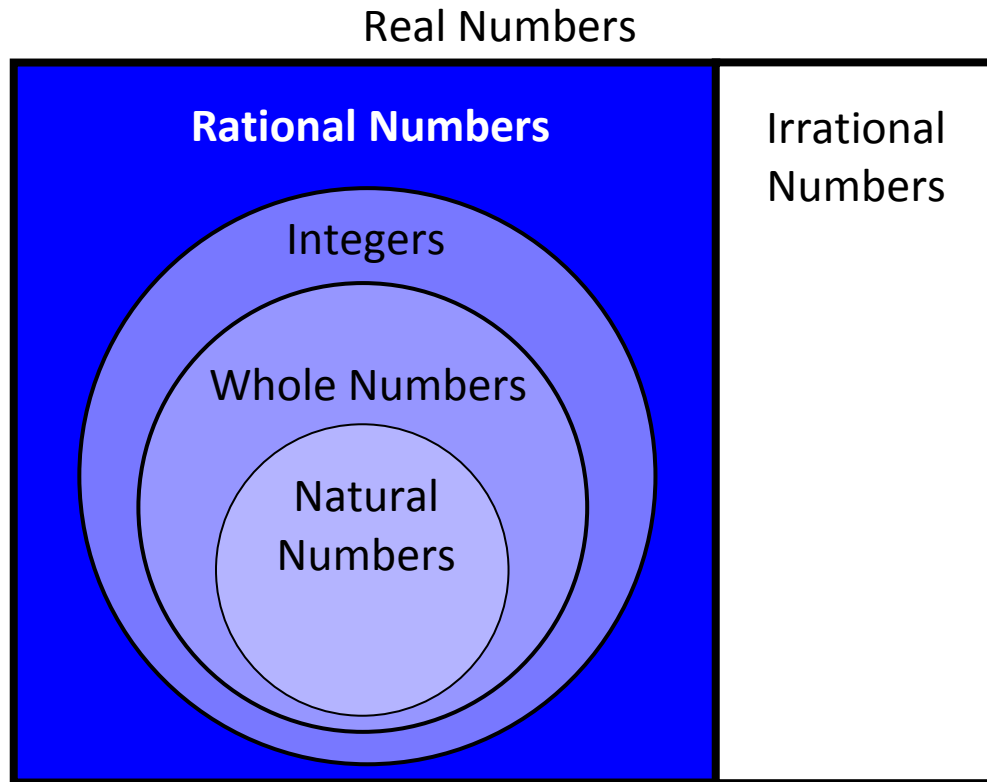 Real Numbers
Rational Numbers
Irrational
Numbers
Integers
Whole Numbers
Natural
Numbers